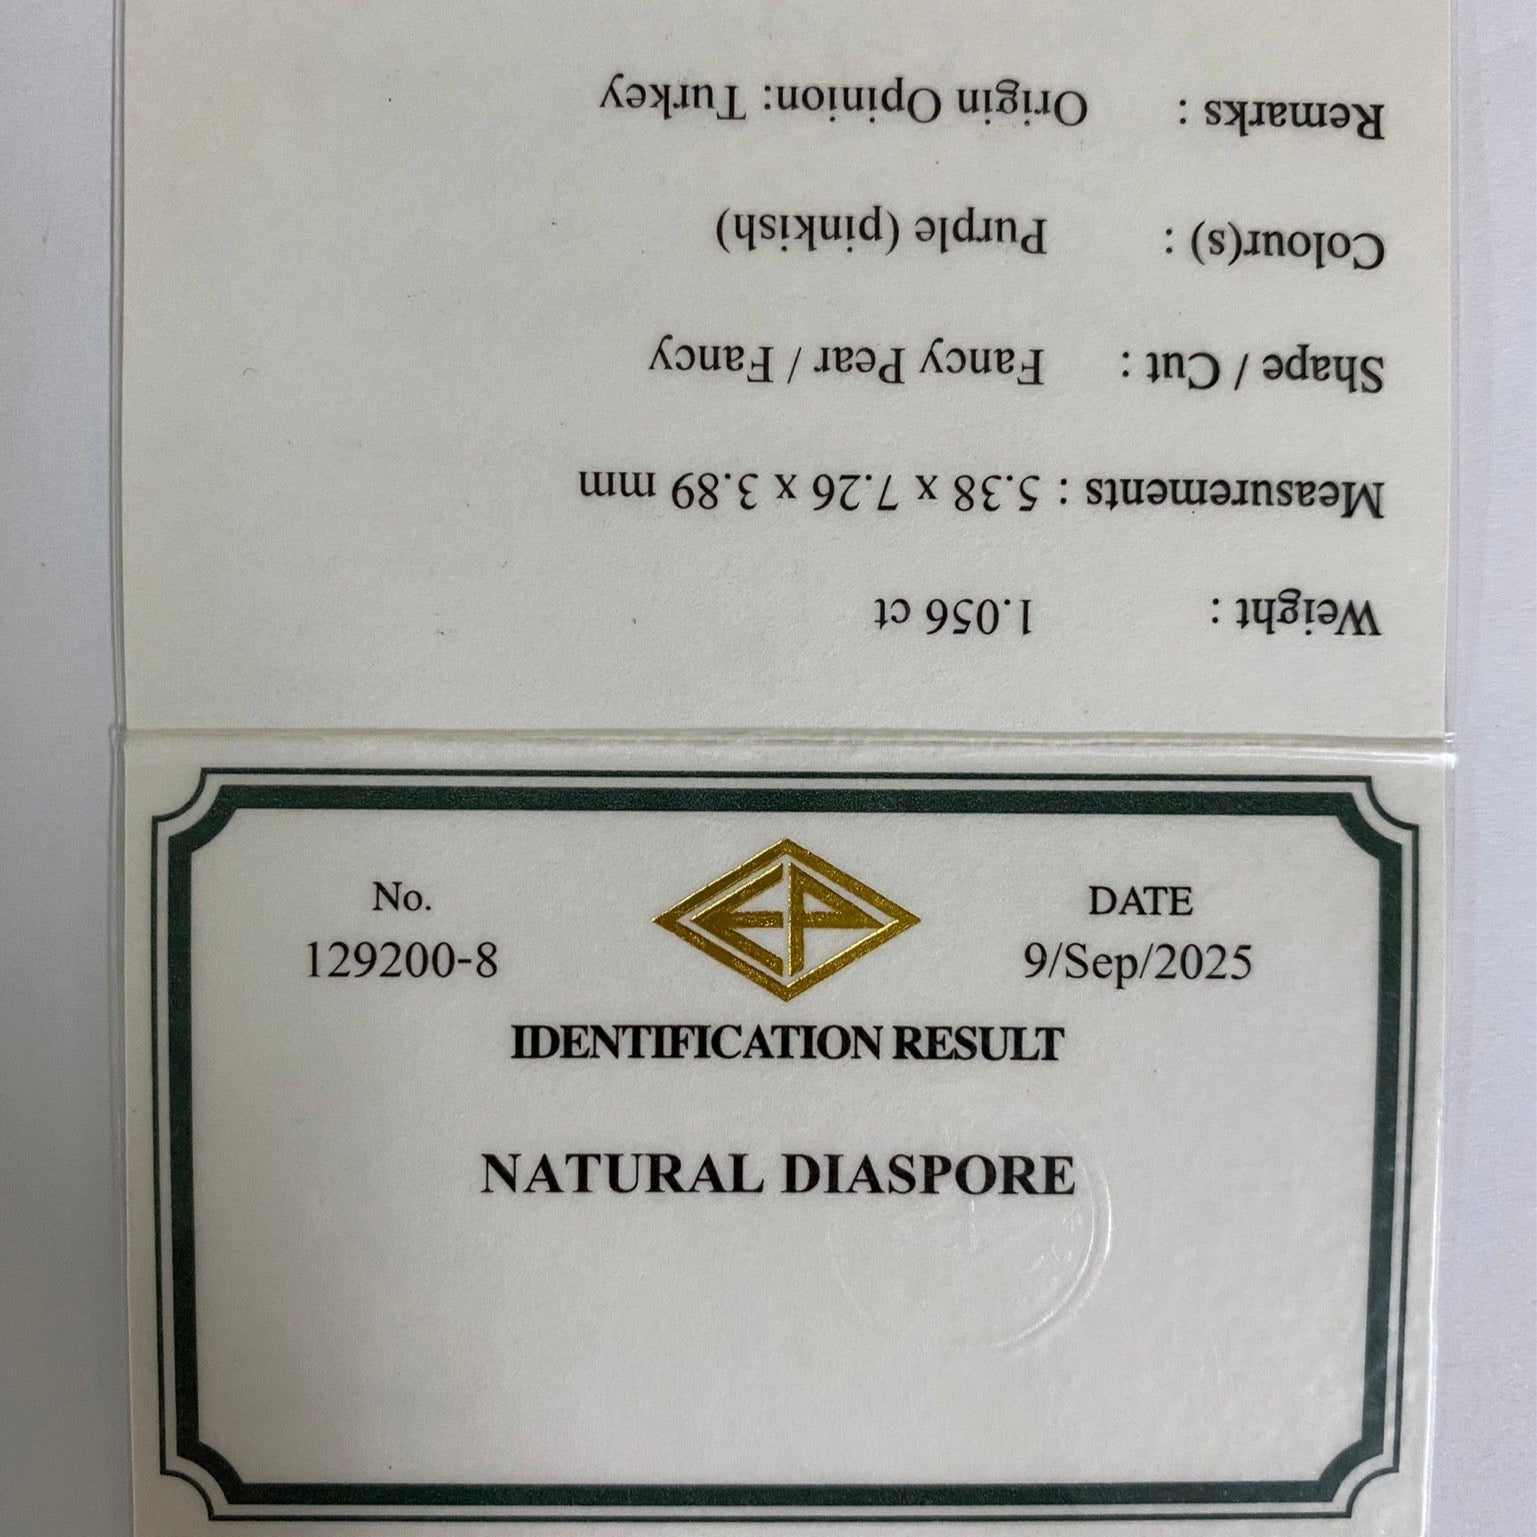 No.
129200-8
EP
DATE
9/Sep/2025
IDENTIFICATION RESULT
NATURAL DIASPORE
Weight : 1.056 ct
Measurements : 5.38 x 7.26 x 3.89 mm
Shape / Cut : Fancy Pear / Fancy
Colour(s) : Purple (pinkish)
Remarks : Origin Opinion: Turkey